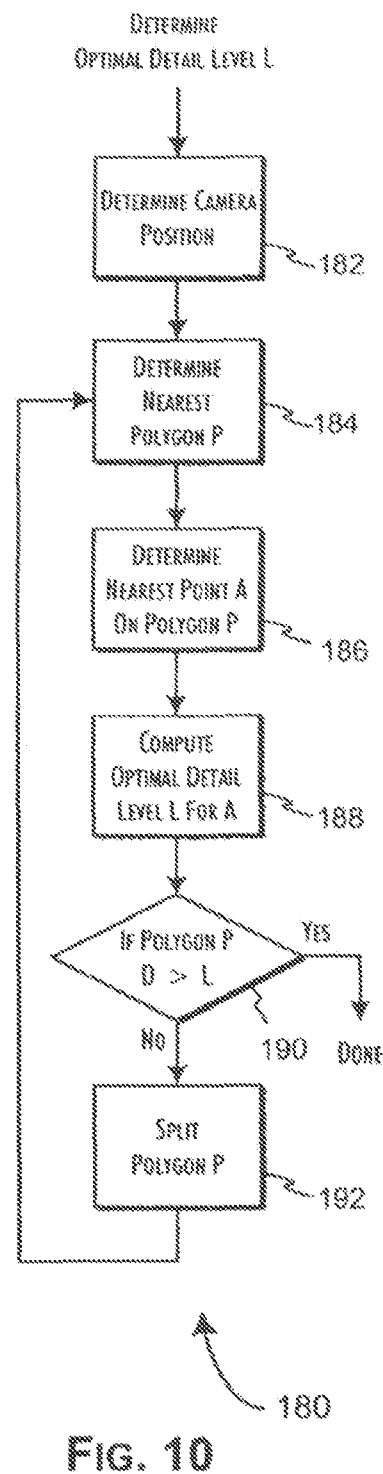 DETERMINE
OPTIMAL DETAIL LEVEL L
DETERMINE CAMERA
POSITION
182
DETERMINE
NEAREST
POLYGON P
184
DETERMINE
NEAREST POINT A
ON POLYGON P
186
COMPUTE
OPTIMAL DETAIL
LEVEL L FOR A
188
IF POLYGON P
D > L
YES
190
DONE
NO
SPLIT
POLYGON P
192
180
FIG. 10